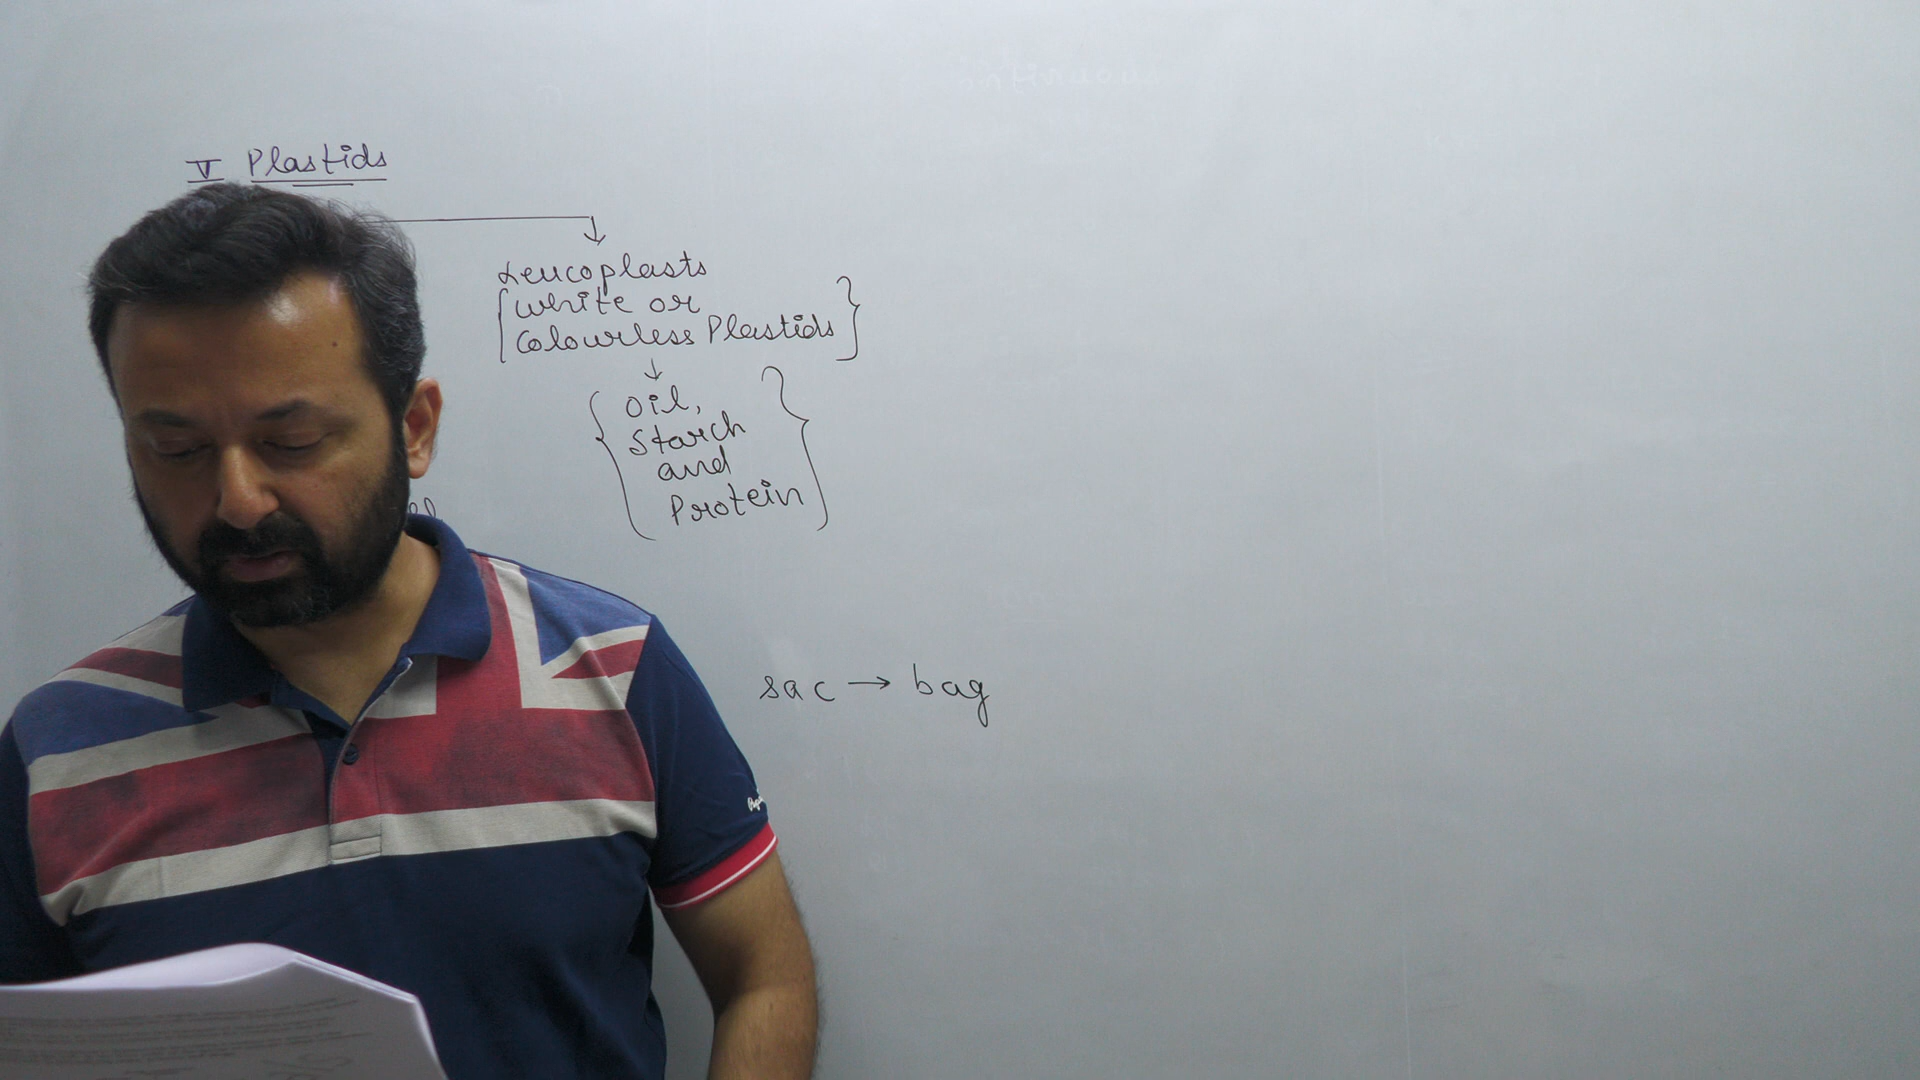 V Plastids
Leucoplasts
[White or
Colourless Plastids}
{ Oil,
Starch
and
Protein }
sac → bag